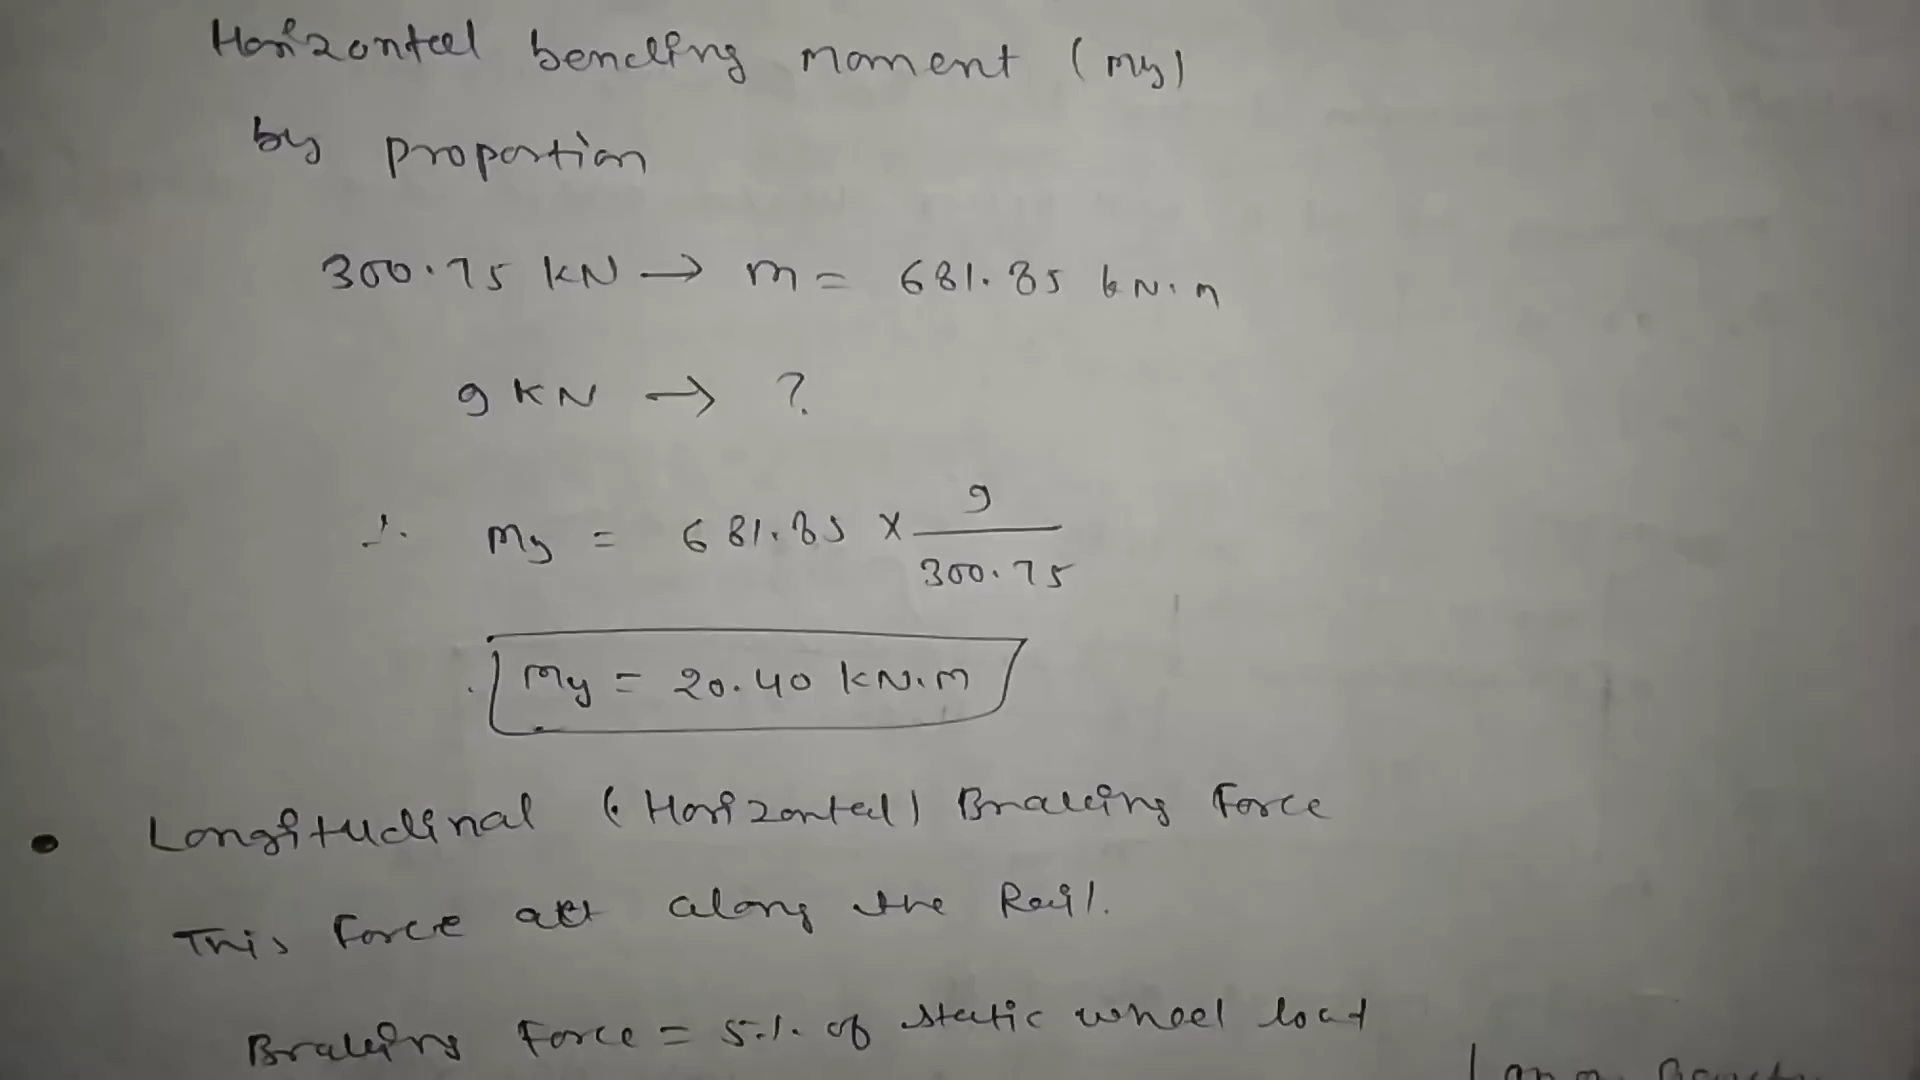 Horizontal bending moment (My)
by proportion
300.75 KN → M = 681.85 kN.m
9 KN → ?
∴ My = 681.85 × 9 / 300.75
My = 20.40 kN.m
• Longitudinal (Horizontal) Braking Force
This Force act along the Rail.
Braking Force = 5% of static wheel load